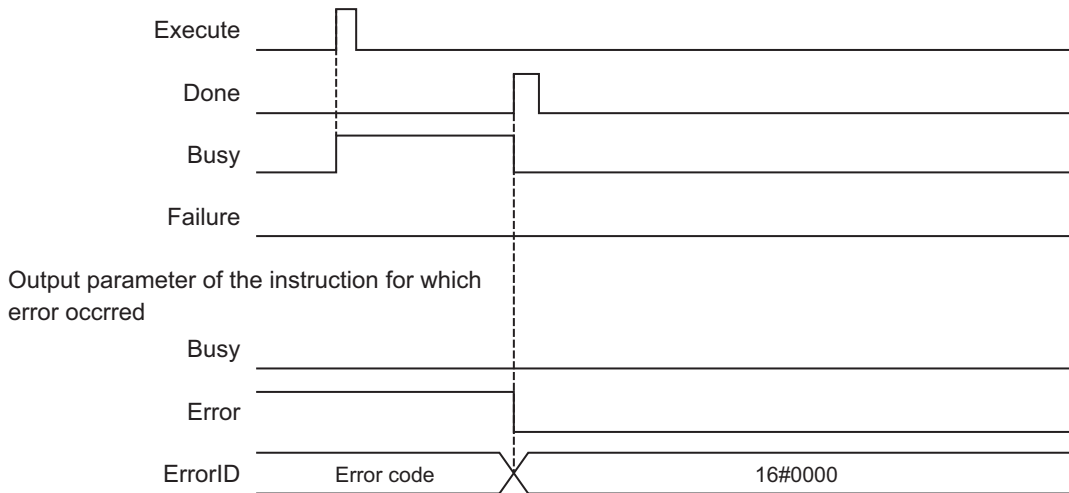 Execute
Done
Busy
Failure
Output parameter of the instruction for which
error occrred
Busy
Error
ErrorID Error code 16#0000